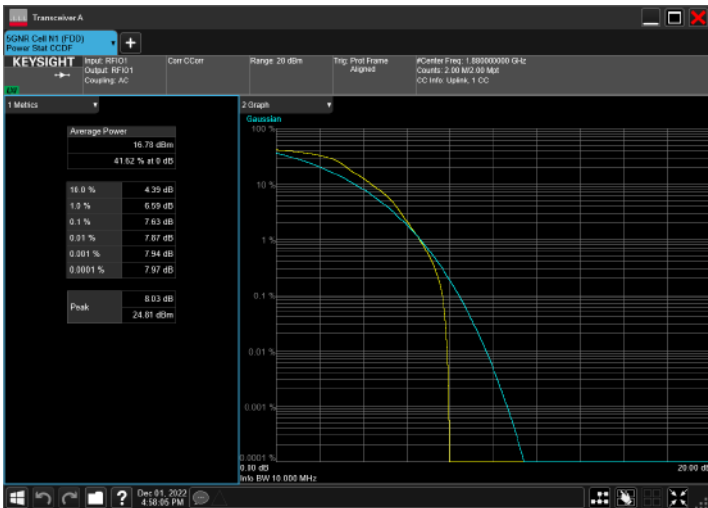 Transceiver A
5GNR Cell N1 (FDD)
Power Stat CCDF
KEYSIGHT
Input: RFIO1
Output: RFIO1
Coupling: AC
Corr CCorr
Range: 20 dBm
Trig: Prdt Frame
Aligned
#Center Freq: 1.880000000 GHz
Counts: 2.00 M/2.00 Mpt
CC Info: Uplink, 1 CC
1 Metrics
Average Power
16.78 dBm
41.62 % at 0 dB
10.0 % 4.39 dB
1.0 % 6.59 dB
0.1 % 7.63 dB
0.01 % 7.87 dB
0.001 % 7.94 dB
0.0001 % 7.97 dB
Peak
8.03 dB
24.81 dBm
2 Graph
Gaussian
100 %
10 %
1 %
0.1 %
0.01 %
0.001 %
0.0001 %
0.00 dB
20.00 dB
Info BW 10.000 MHz
?
Dec 01, 2022
4:58:05 PM